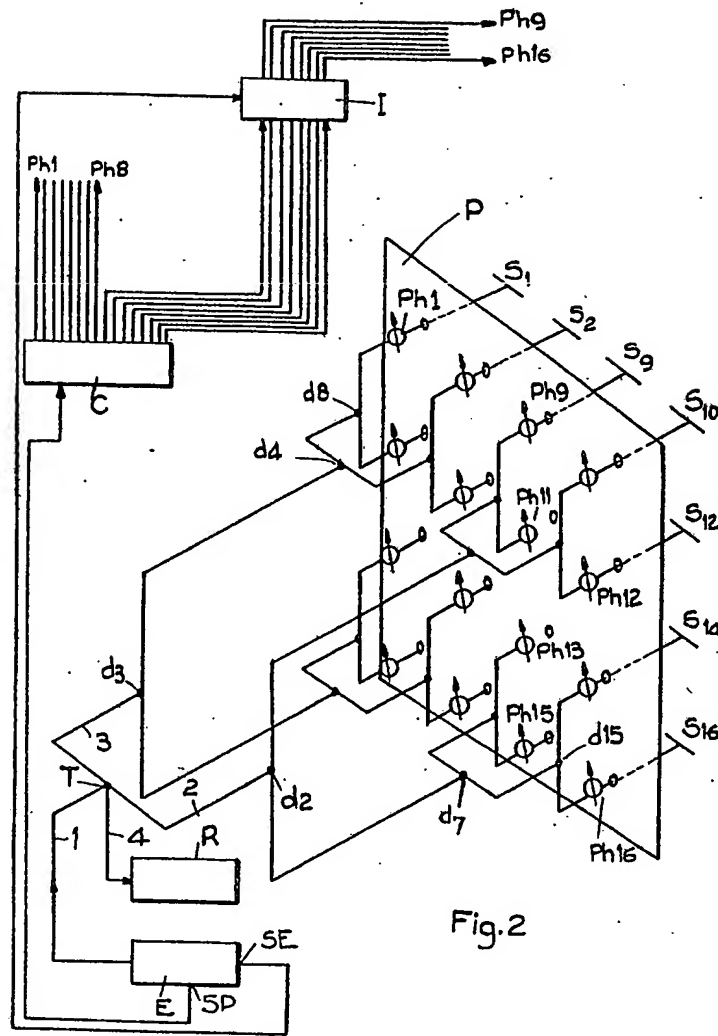 Ph9
Ph16
I
Ph1 Ph8
P
S1
Ph1
S2
C
d8
Ph9
S9
d4
S10
Ph11
S12
Ph12
d3
Ph13
S14
3
Ph15
d15
T
2
d2
S16
1
4
R
d7
Ph16
Fig.2
SE
E
SP